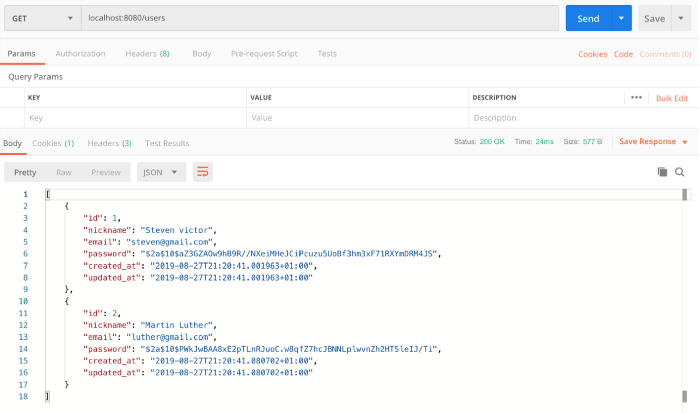 GET localhost:8080/users Send Save
Params Authorization Headers (8) Body Pre-request Script Tests Cookies Code Comments (0)
Query Params
KEY VALUE DESCRIPTION ••• Bulk Edit
Key Value Description
Body Cookies (1) Headers (3) Test Results Status: 200 OK Time: 24ms Size: 577 B Save Response
Pretty Raw Preview JSON
1 [
2 {
3 "id": 1,
4 "nickname": "Steven victor",
5 "email": "steven@gmail.com",
6 "password": "$2a$10$aZ3GZAOw9hB9R//NXeiMHeJCiPcuzu5UoBf3hm3xF71RXYmDRM4JS",
7 "created_at": "2019-08-27T21:20:41.001963+01:00",
8 "updated_at": "2019-08-27T21:20:41.001963+01:00"
9 },
10 {
11 "id": 2,
12 "nickname": "Martin Luther",
13 "email": "luther@gmail.com",
14 "password": "$2a$10$PWkJwBAA8xE2pTLnRJuoC.w8qfZ7hcJBNNLplwvnZh2HTSleIJ/Ti",
15 "created_at": "2019-08-27T21:20:41.080702+01:00",
16 "updated_at": "2019-08-27T21:20:41.080702+01:00"
17 }
18 ]